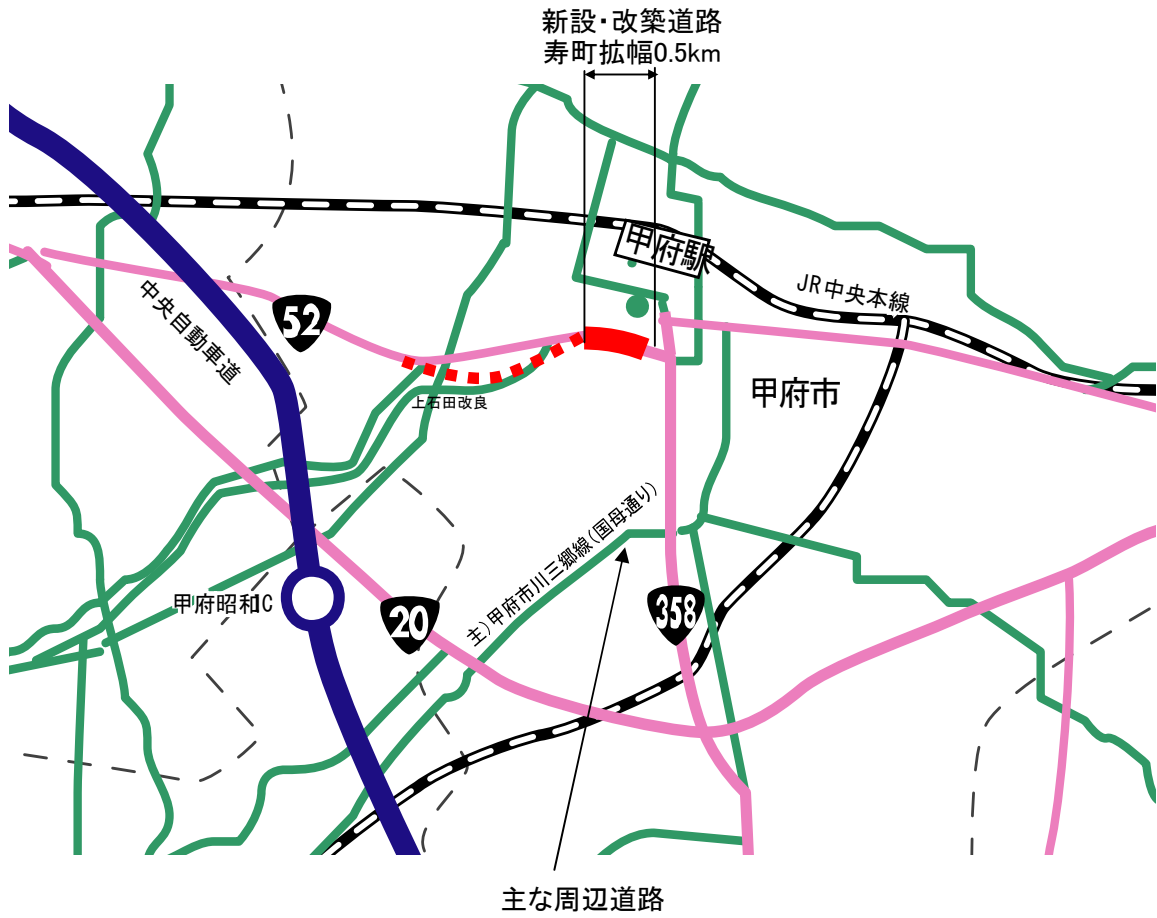 新設・改築道路
寿町拡幅0.5km
甲府駅
JR中央本線
中央自動車道
52
上石田改良
甲府市
主)甲府市川三郷線(国母通り)
甲府昭和IC
20
358
主な周辺道路